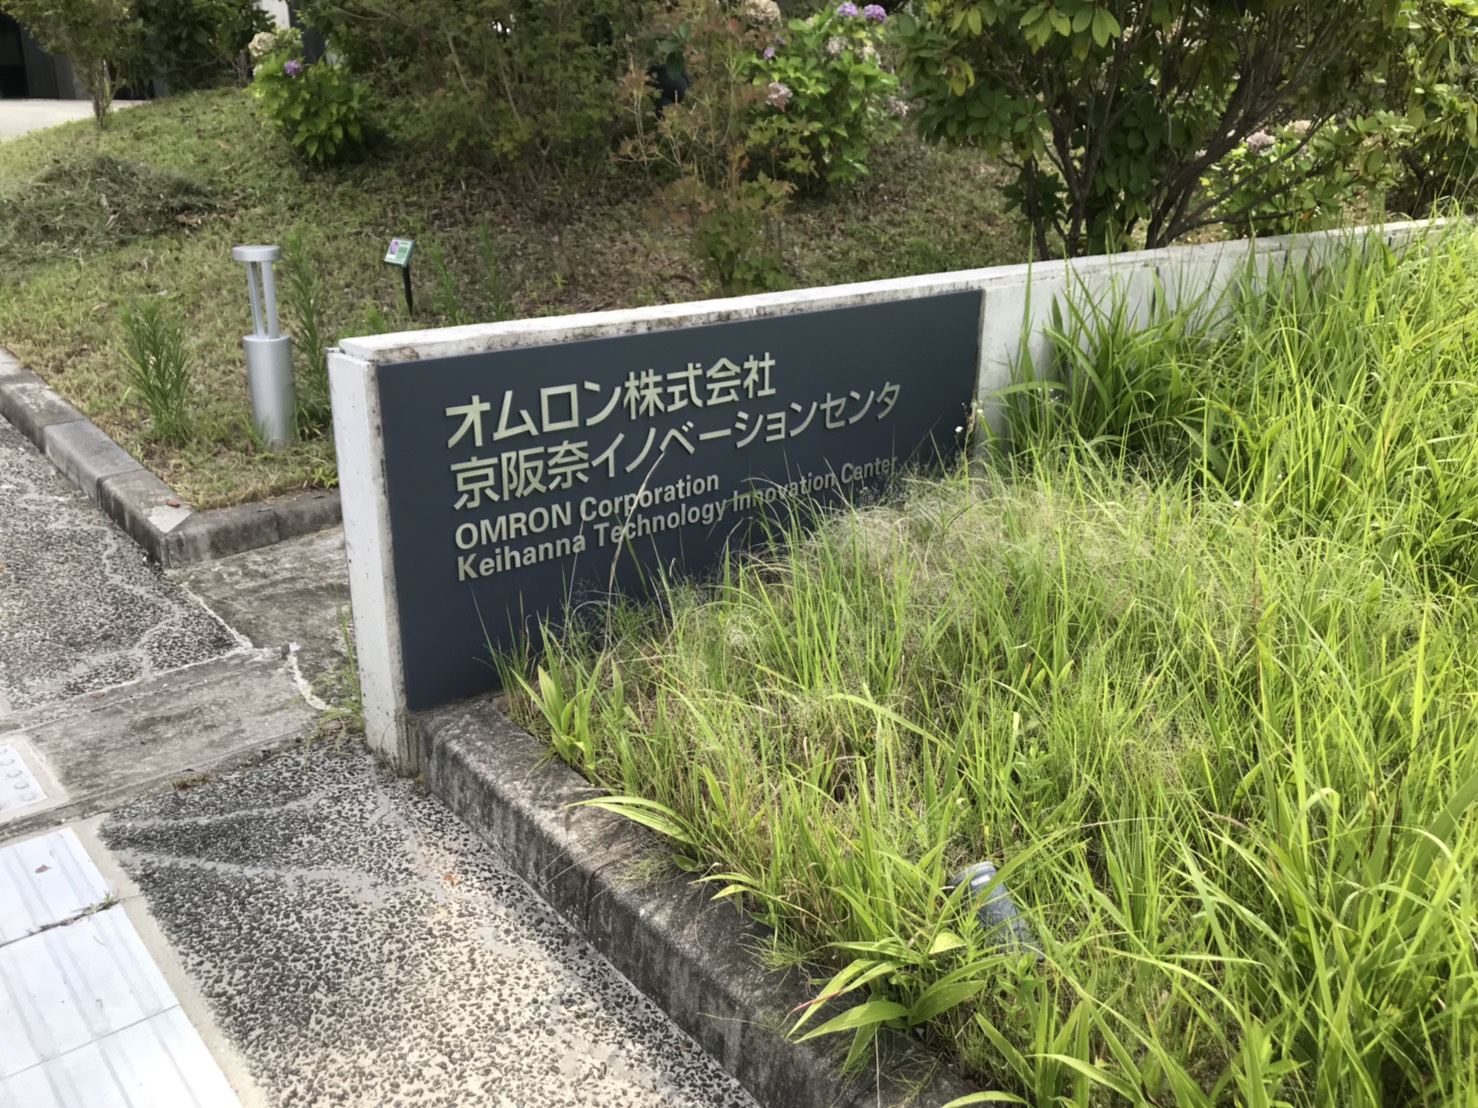 オムロン株式会社
京阪奈イノベーションセンタ
OMRON Corporation
Keihanna Technology Innovation Center